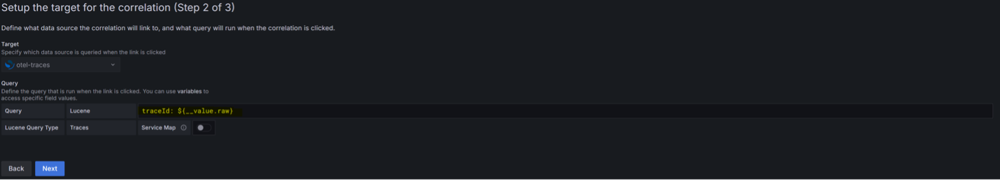 Setup the target for the correlation (Step 2 of 3)
Define what data source the correlation will link to, and what query will run when the correlation is clicked.
Target
Specify which data source is queried when the link is clicked
otel-traces
Query
Define the query that is run when the link is clicked. You can use variables to
access specific field values.
Query Lucene traceId: ${__value.raw}
Lucene Query Type Traces Service Map
Back Next